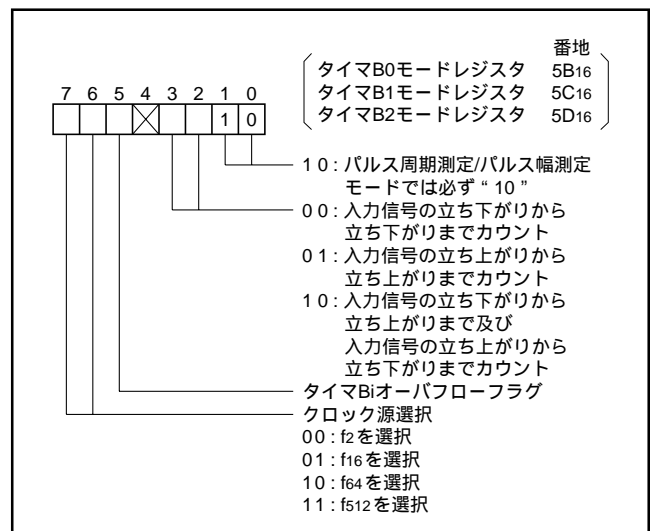 番地
タイマB0モードレジスタ 5B16
タイマB1モードレジスタ 5C16
タイマB2モードレジスタ 5D16
7 6 5 4 3 2 1 0
1 0
10:パルス周期測定/パルス幅測定
モードでは必ず“10”
00:入力信号の立ち下がりから
立ち下がりまでカウント
01:入力信号の立ち上がりから
立ち上がりまでカウント
10:入力信号の立ち下がりから
立ち上がりまで及び
入力信号の立ち上がりから
立ち下がりまでカウント
タイマBiオーバフローフラグ
クロック源選択
00:f2を選択
01:f16を選択
10:f64を選択
11:f512を選択